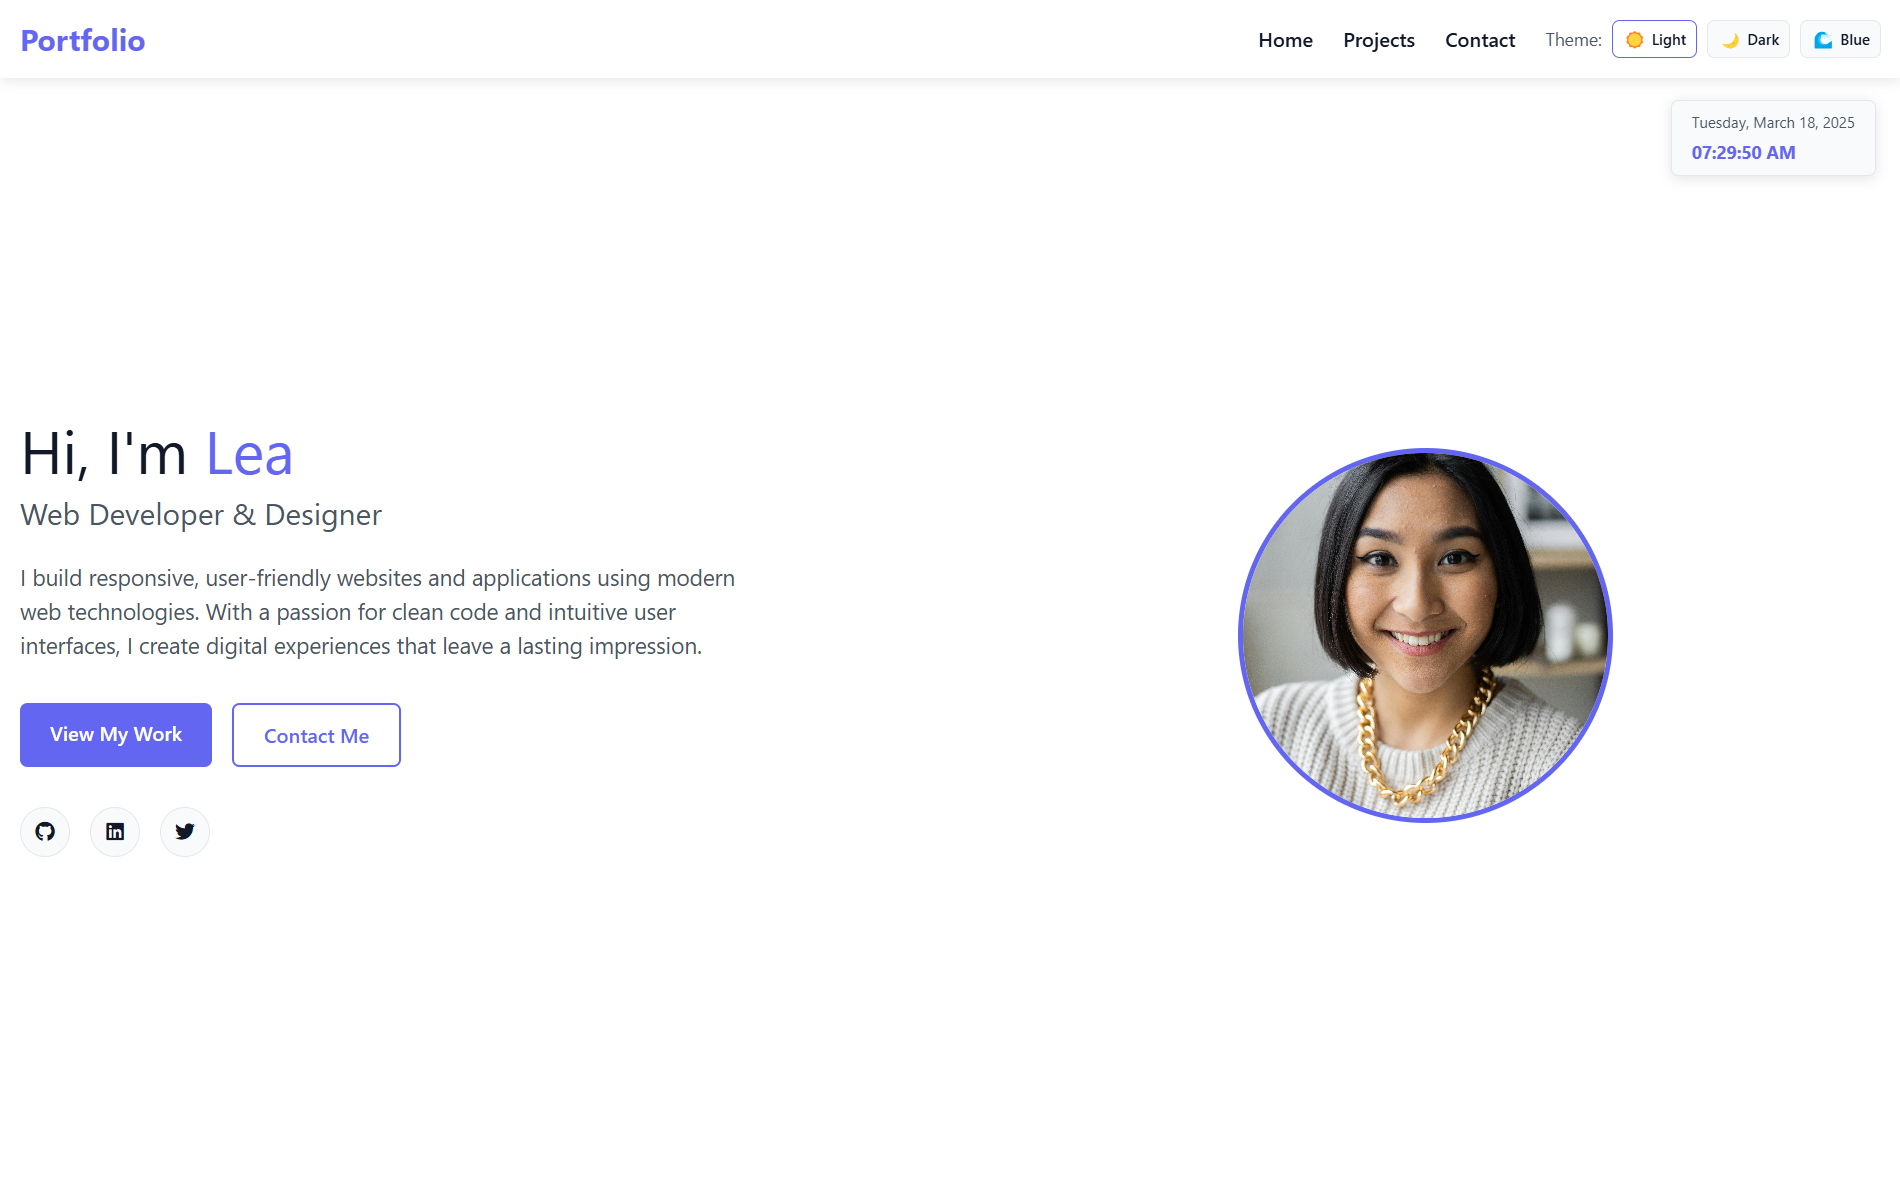 Portfolio
Home Projects Contact Theme: Light Dark Blue
Tuesday, March 18, 2025
07:29:50 AM
Hi, I'm Lea
Web Developer & Designer
I build responsive, user-friendly websites and applications using modern
web technologies. With a passion for clean code and intuitive user
interfaces, I create digital experiences that leave a lasting impression.
View My Work
Contact Me